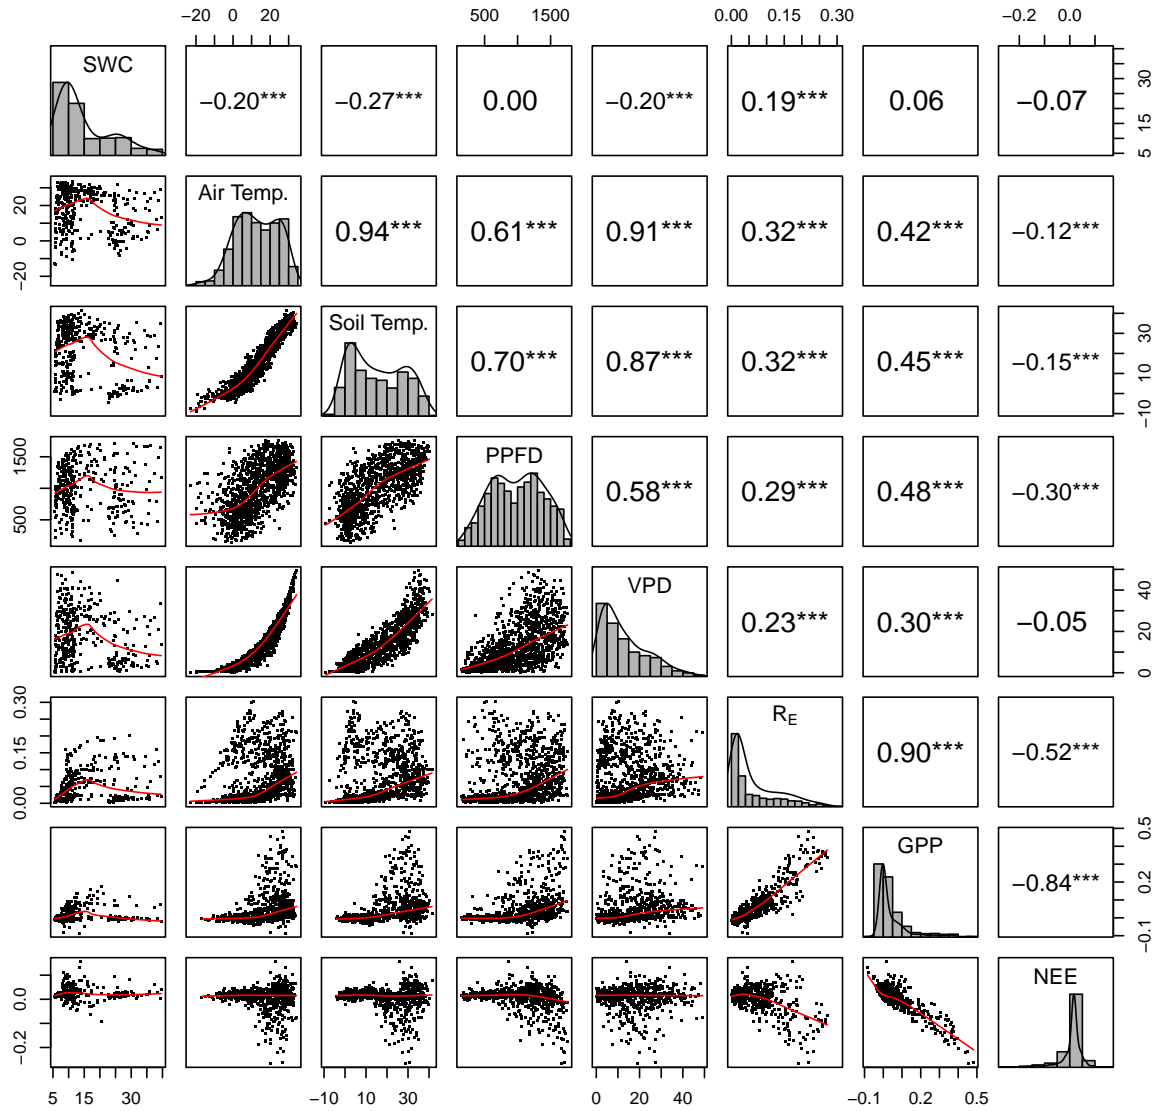 −20 0 20 500 1500 0.00 0.15 0.30 −0.2 0.0
SWC −0.20*** −0.27*** 0.00 −0.20*** 0.19*** 0.06 −0.07 5 15 30
−20 0 20 Air Temp. 0.94*** 0.61*** 0.91*** 0.32*** 0.42*** −0.12***
Soil Temp. 0.70*** 0.87*** 0.32*** 0.45*** −0.15*** −10 10 30
500 1500 PPFD 0.58*** 0.29*** 0.48*** −0.30***
VPD 0.23*** 0.30*** −0.05 0 20 40
0.00 0.15 0.30 RE 0.90*** −0.52***
GPP −0.84*** −0.1 0.2 0.5
−0.2 0.0 NEE
5 15 30 −10 10 30 0 20 40 −0.1 0.2 0.5